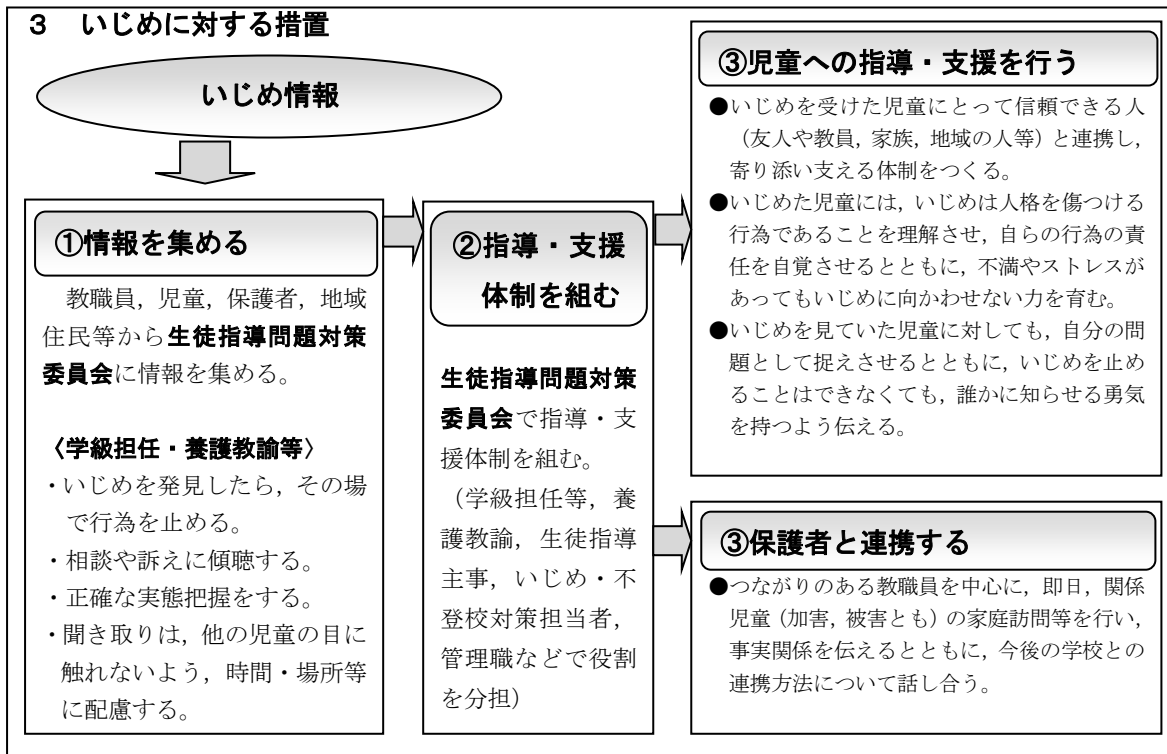 ３　いじめに対する措置
いじめ情報
①情報を集める
教職員，児童，保護者，地域
住民等から生徒指導問題対策
委員会に情報を集める。
〈学級担任・養護教諭等〉
・いじめを発見したら，その場
で行為を止める。
・相談や訴えに傾聴する。
・正確な実態把握をする。
・聞き取りは，他の児童の目に
触れないよう，時間・場所等
に配慮する。
②指導・支援
体制を組む
生徒指導問題対策
委員会で指導・支
援体制を組む。
（学級担任等，養
護教諭，生徒指導
主事，いじめ・不
登校対策担当者，
管理職などで役割
を分担）
③児童への指導・支援を行う
●いじめを受けた児童にとって信頼できる人
（友人や教員，家族，地域の人等）と連携し，
寄り添い支える体制をつくる。
●いじめた児童には，いじめは人格を傷つける
行為であることを理解させ，自らの行為の責
任を自覚させるとともに，不満やストレスが
あってもいじめに向かわせない力を育む。
●いじめを見ていた児童に対しても，自分の問
題として捉えさせるとともに，いじめを止め
ることはできなくても，誰かに知らせる勇気
を持つよう伝える。
③保護者と連携する
●つながりのある教職員を中心に，即日，関係
児童（加害，被害とも）の家庭訪問等を行い，
事実関係を伝えるとともに，今後の学校との
連携方法について話し合う。